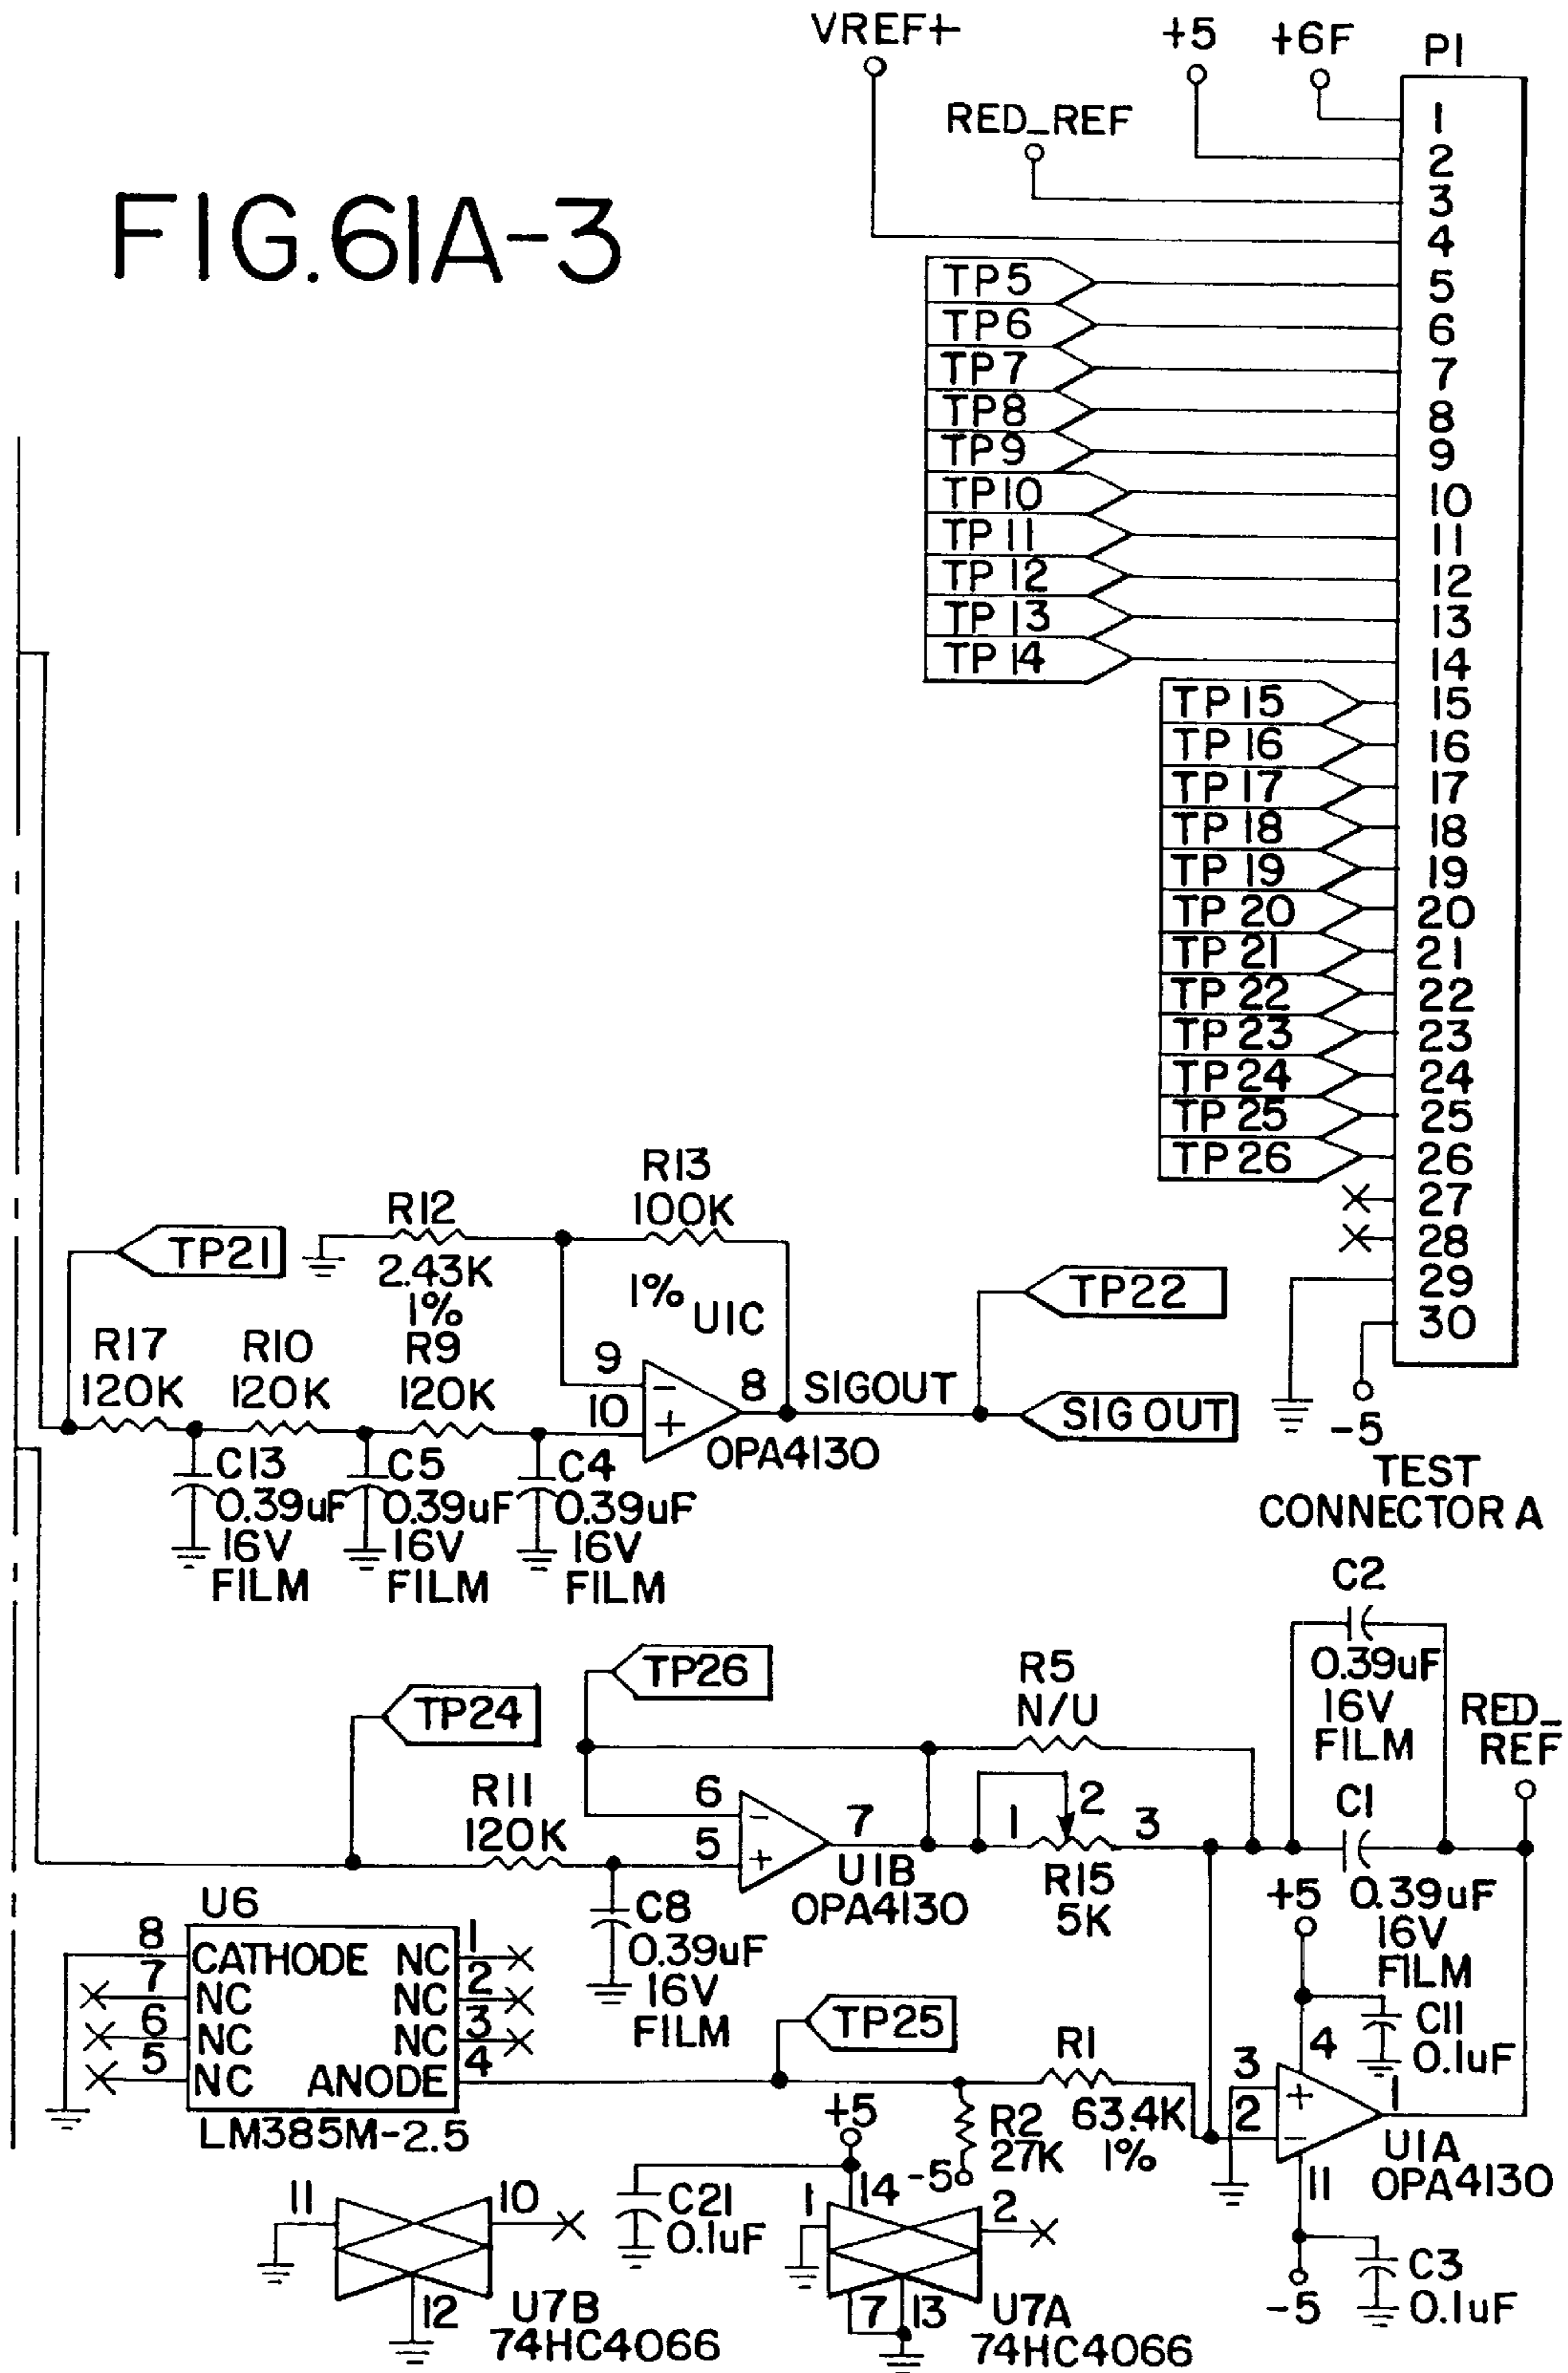 VREF+
+5
+6F
P1
RED_REF
FIG.61A-3
1
2
3
4
TP5
5
TP6
6
TP7
7
TP8
8
TP9
9
TP10
10
TP11
11
TP12
12
TP13
13
TP14
14
TP15
15
TP16
16
TP17
17
TP18
18
TP19
19
TP20
20
TP21
21
TP22
22
TP23
23
TP24
24
TP25
25
TP26
26
27
28
29
30
-5
TEST
CONNECTOR A
TP21
R12
2.43K
1%
R13
100K
1%
U1C
TP22
R17
120K
R10
120K
R9
120K
9
-
10
+
8
OPA4130
SIGOUT
SIGOUT
C13
0.39uF
16V
FILM
C5
0.39uF
16V
FILM
C4
0.39uF
16V
FILM
C2
0.39uF
16V
FILM
RED_
REF
TP24
TP26
R5
N/U
R11
120K
6
-
5
+
7
U1B
OPA4130
1
2
3
R15
5K
C1
0.39uF
16V
FILM
C8
0.39uF
16V
FILM
U6
8
CATHODE
NC
1
7
NC
NC
2
6
NC
NC
3
5
NC
ANODE
4
LM385M-2.5
TP25
R1
63.4K
1%
R2
27K
-5
+5
C11
0.1uF
4
3
+
2
-
1
11
U1A
OPA4130
-5
C3
0.1uF
11
10
12
U7B
74HC4066
C21
0.1uF
+5
14
1
2
7
13
U7A
74HC4066